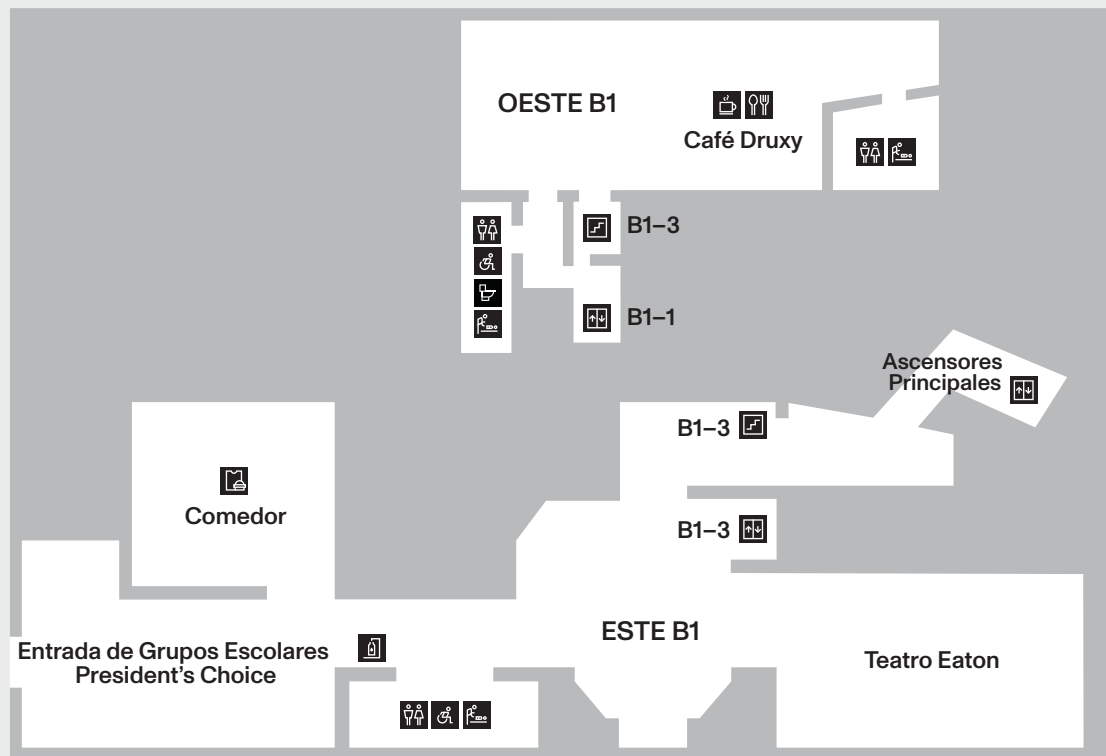 OESTE B1
Café Druxy
B1–3
B1–1
Ascensores
Principales
B1–3
Comedor
B1–3
ESTE B1
Entrada de Grupos Escolares
President’s Choice
Teatro Eaton